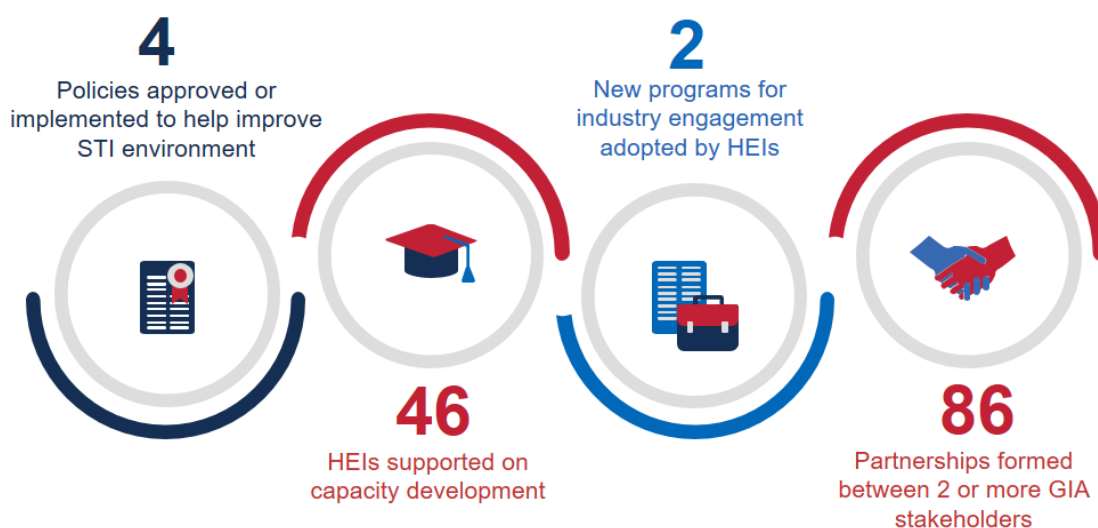 4
Policies approved or
implemented to help improve
STI environment
46
HEIs supported on
capacity development
2
New programs for
industry engagement
adopted by HEIs
86
Partnerships formed
between 2 or more GIA
stakeholders